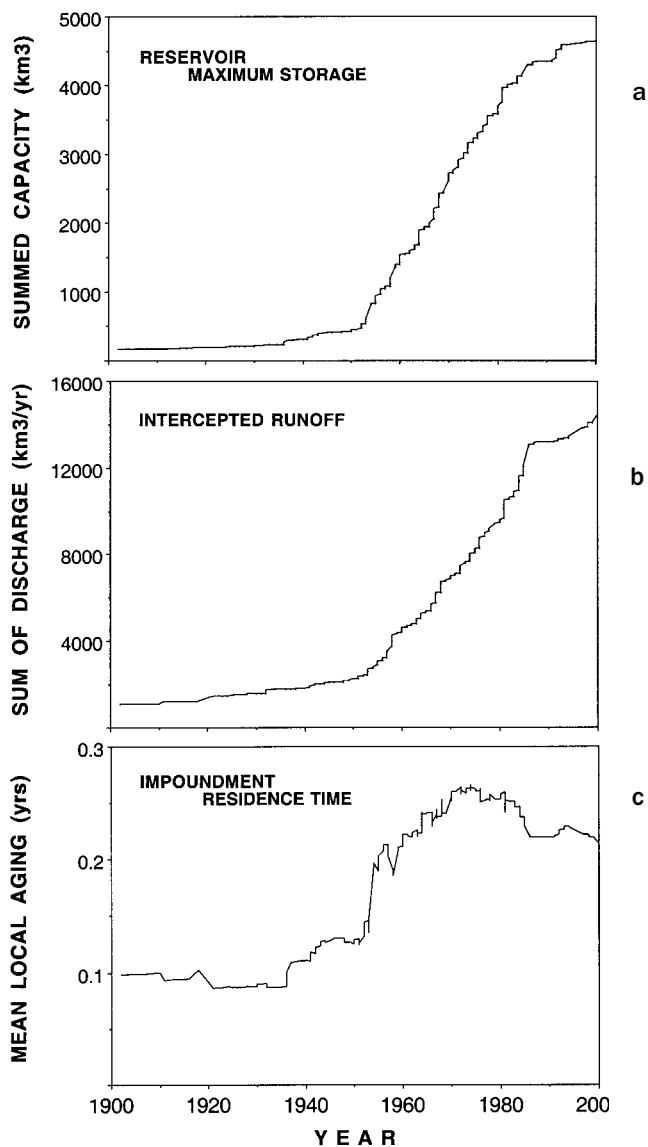 5000
4000
3000
2000
1000
SUMMED CAPACITY (km3)
RESERVOIR
MAXIMUM STORAGE
a
16000
12000
8000
4000
SUM OF DISCHARGE (km3/yr)
INTERCEPTED RUNOFF
b
0.3
0.2
0.1
MEAN LOCAL AGING (yrs)
IMPOUNDMENT
RESIDENCE TIME
c
1900 1920 1940 1960 1980 2000
YEAR